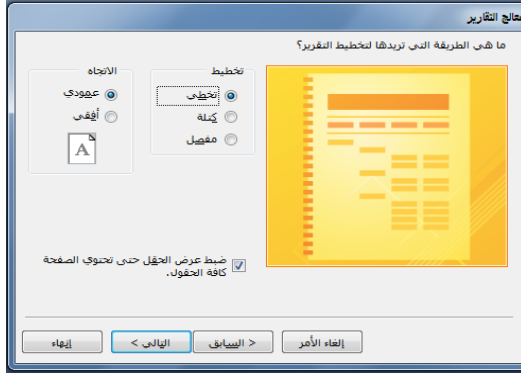 معالج التقارير
ما هي الطريقة التي تريدها لتخطيط التقرير؟
تخطيط
تخطي
كتلة
مفصل
الاتجاه
عمودي
أفقي
A
ضبط عرض الحقل حتى تحتوي الصفحة
كافة الحقول.
إلغاء الأمر
< السابق
التالي >
إنهاء